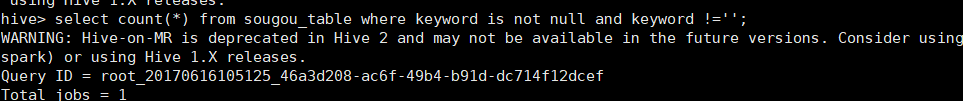 using Hive 1.X releases.
hive> select count(*) from sougou_table where keyword is not null and keyword !='';
WARNING: Hive-on-MR is deprecated in Hive 2 and may not be available in the future versions. Consider using
spark) or using Hive 1.X releases.
Query ID = root_20170616105125_46a3d208-ac6f-49b4-b91d-dc714f12dcef
Total jobs = 1